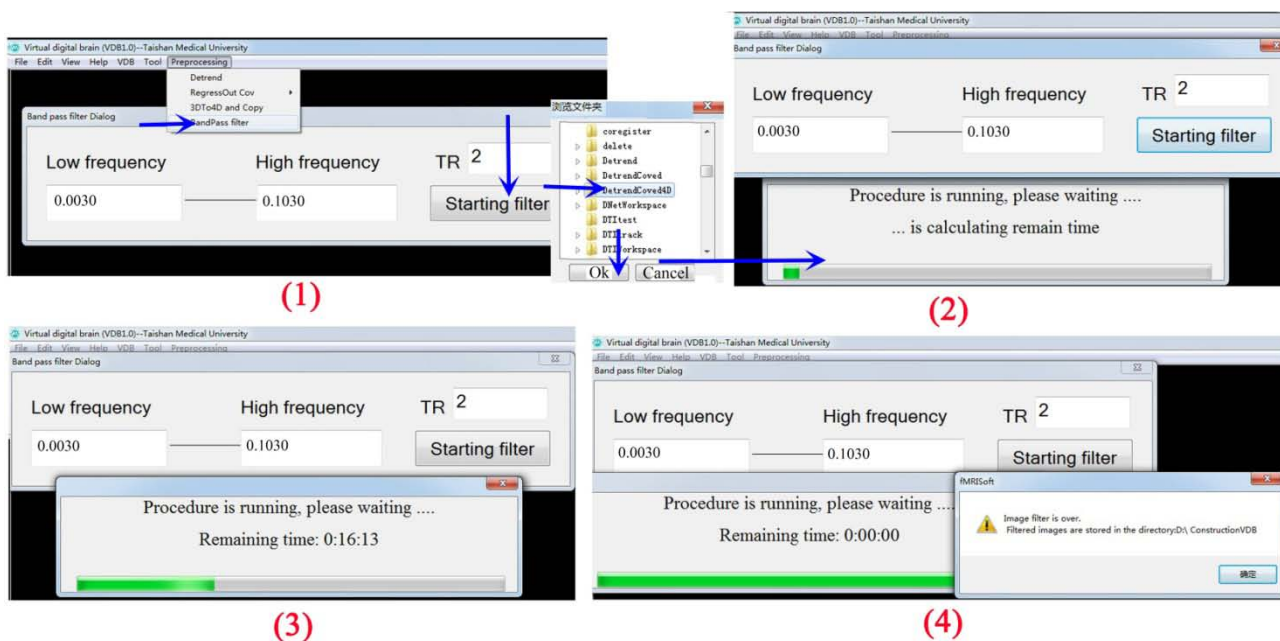 Virtual digital brain (VDB1.0)--Taishan Medical University
File Edit View Help VDB Tool Preprocessing
Detrend
RegressOut Cov
3DTo4D and Copy
BandPass filter
Band pass filter Dialog
Low frequency High frequency TR 2
0.0030 0.1030 Starting filter
浏览文件夹
coregister
delete
Detrend
DetrendCoved
DetrendCoved4D
DNetWorkspace
DTItest
DTITrack
DTIWorkspace
Ok Cancel
(1)
Virtual digital brain (VDB1.0)--Taishan Medical University
File Edit View Help VDB Tool Preprocessing
Band pass filter Dialog
Low frequency High frequency TR 2
0.0030 0.1030 Starting filter
Procedure is running, please waiting ....
... is calculating remain time
(2)
Virtual digital brain (VDB1.0)--Taishan Medical University
File Edit View Help VDB Tool Preprocessing
Band pass filter Dialog
Low frequency High frequency TR 2
0.0030 0.1030 Starting filter
Procedure is running, please waiting ....
Remaining time: 0:16:13
(3)
Virtual digital brain (VDB1.0)--Taishan Medical University
File Edit View Help VDB Tool Preprocessing
Band pass filter Dialog
Low frequency High frequency TR 2
0.0030 0.1030 Starting filter
Procedure is running, please waiting ....
Remaining time: 0:00:00
fMRISoft
Image filter is over.
Filtered images are stored in the directory:D:\ ConstructionVDB
确定
(4)